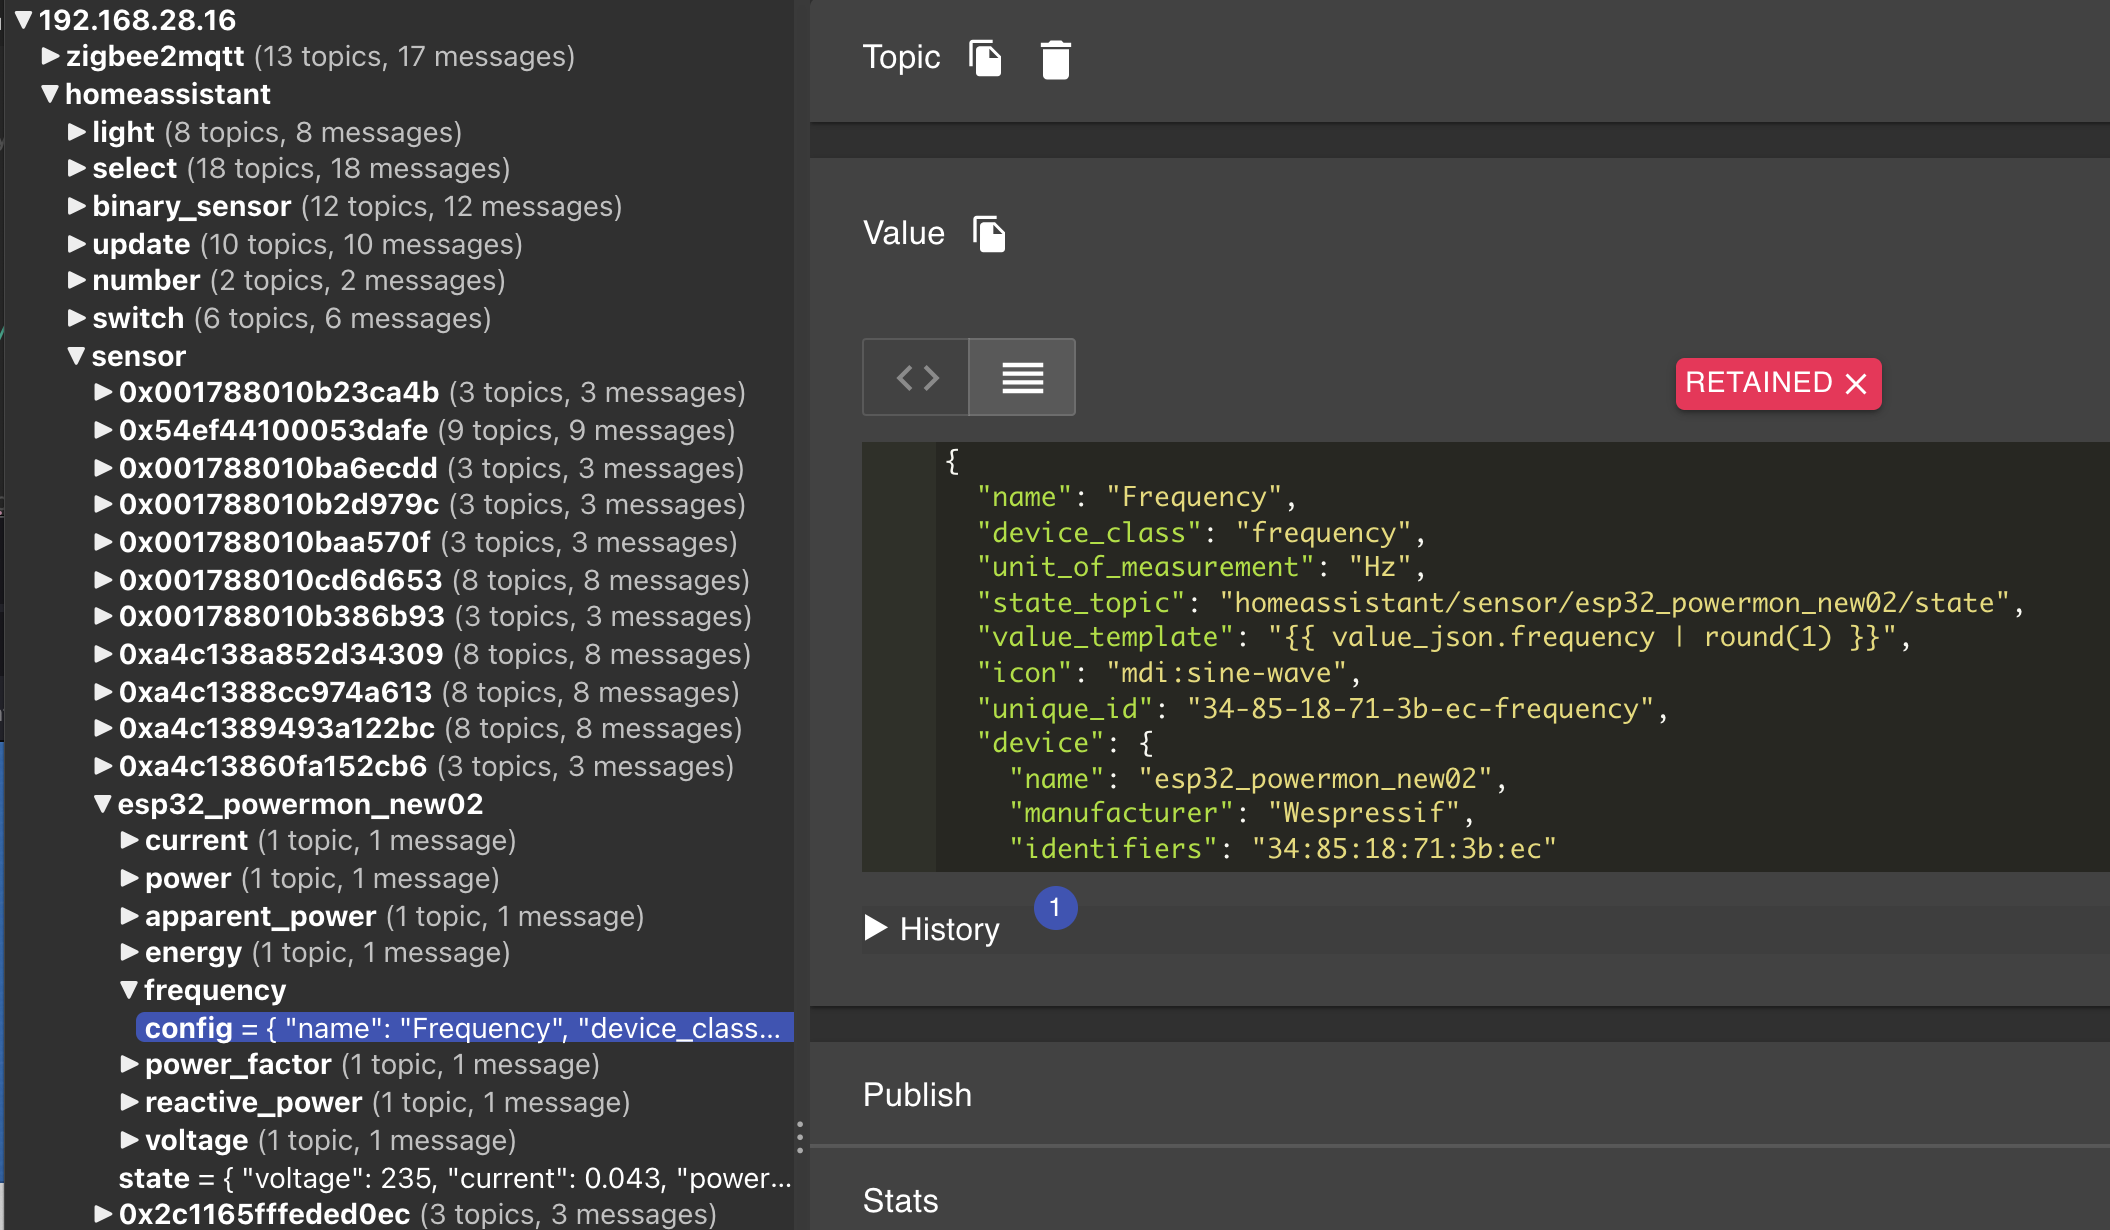 192.168.28.16
zigbee2mqtt (13 topics, 17 messages)
homeassistant
light (8 topics, 8 messages)
select (18 topics, 18 messages)
binary_sensor (12 topics, 12 messages)
update (10 topics, 10 messages)
number (2 topics, 2 messages)
switch (6 topics, 6 messages)
sensor
0x001788010b23ca4b (3 topics, 3 messages)
0x54ef44100053dafe (9 topics, 9 messages)
0x001788010ba6ecdd (3 topics, 3 messages)
0x001788010b2d979c (3 topics, 3 messages)
0x001788010baa570f (3 topics, 3 messages)
0x001788010cd6d653 (8 topics, 8 messages)
0x001788010b386b93 (3 topics, 3 messages)
0xa4c138a852d34309 (8 topics, 8 messages)
0xa4c1388cc974a613 (8 topics, 8 messages)
0xa4c1389493a122bc (8 topics, 8 messages)
0xa4c13860fa152cb6 (3 topics, 3 messages)
esp32_powermon_new02
current (1 topic, 1 message)
power (1 topic, 1 message)
apparent_power (1 topic, 1 message)
energy (1 topic, 1 message)
frequency
config = { "name": "Frequency", "device_class...
power_factor (1 topic, 1 message)
reactive_power (1 topic, 1 message)
voltage (1 topic, 1 message)
state = { "voltage": 235, "current": 0.043, "power...
0x2c1165fffeded0ec (3 topics, 3 messages)
Topic
Value
RETAINED
{
"name": "Frequency",
"device_class": "frequency",
"unit_of_measurement": "Hz",
"state_topic": "homeassistant/sensor/esp32_powermon_new02/state",
"value_template": "{{ value_json.frequency | round(1) }}",
"icon": "mdi:sine-wave",
"unique_id": "34-85-18-71-3b-ec-frequency",
"device": {
"name": "esp32_powermon_new02",
"manufacturer": "Wespressif",
"identifiers": "34:85:18:71:3b:ec"
History 1
Publish
Stats